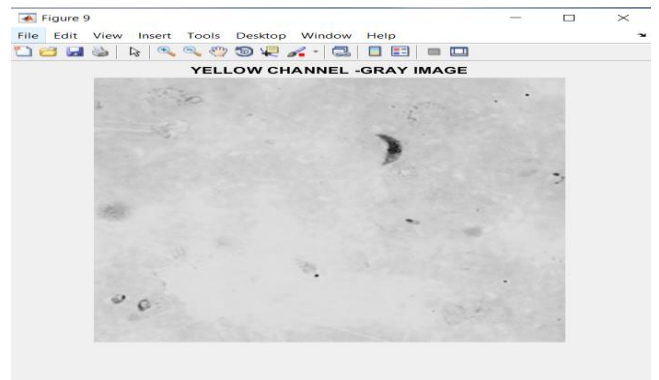 Figure 9
File Edit View Insert Tools Desktop Window Help
YELLOW CHANNEL -GRAY IMAGE